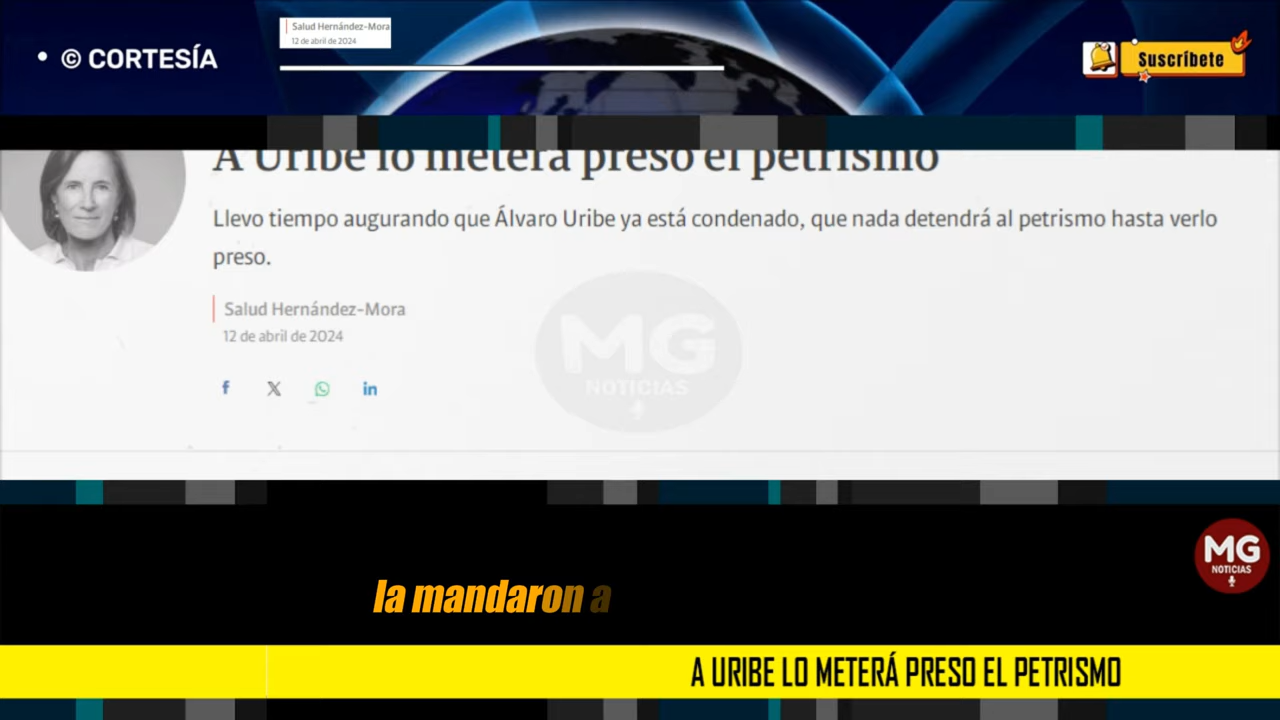 Salud Hernández-Mora
12 de abril de 2024
• © CORTESÍA
Suscríbete
A Uribe lo meterá preso el petrismo
Llevo tiempo augurando que Álvaro Uribe ya está condenado, que nada detendrá al petrismo hasta verlo
preso.
Salud Hernández-Mora
12 de abril de 2024
MG
NOTICIAS
MG
NOTICIAS
la mandaron a
A URIBE LO METERÁ PRESO EL PETRISMO